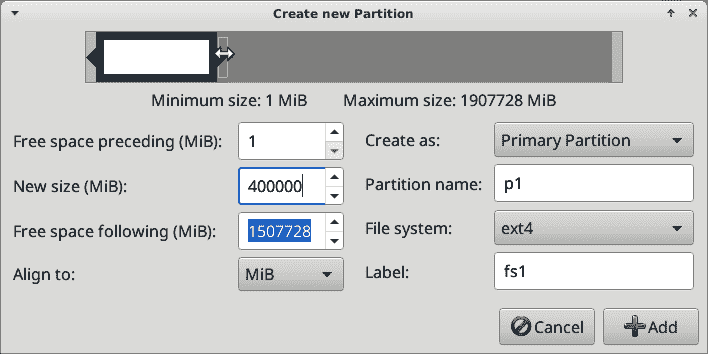 Create new Partition
Minimum size: 1 MiB Maximum size: 1907728 MiB
Free space preceding (MiB): 1 Create as: Primary Partition
New size (MiB): 400000 Partition name: p1
Free space following (MiB): 1507728 File system: ext4
Align to: MiB Label: fs1
Cancel Add